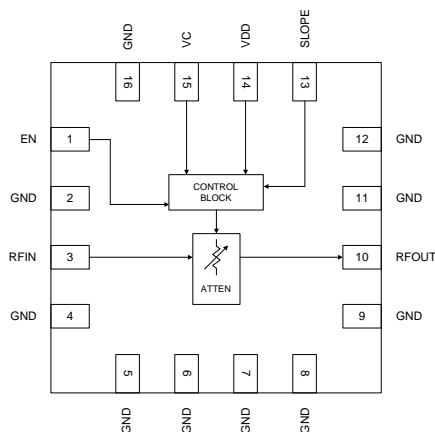 GND
VC
VDD
SLOPE
16
15
14
13
EN
1
12
GND
GND
2
11
GND
CONTROL
BLOCK
RFIN
3
10
RFOUT
ATTEN
GND
4
9
GND
5
6
7
8
GND
GND
GND
GND